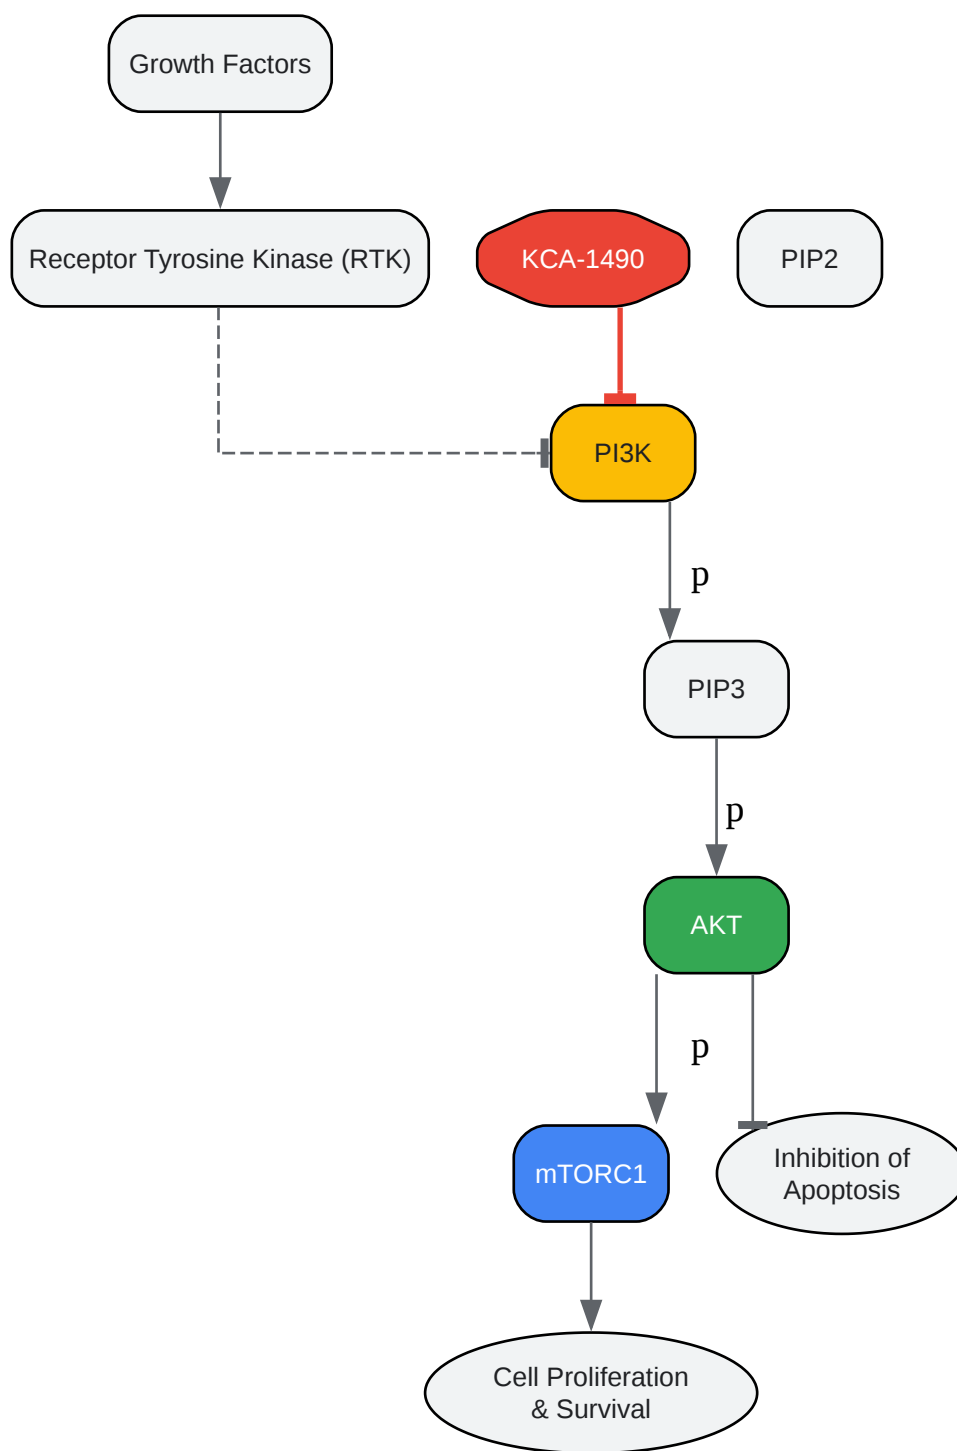 Growth Factors
Receptor Tyrosine Kinase (RTK)
KCA-1490
PIP2
PI3K
p
PIP3
p
AKT
p
mTORC1
Inhibition of
Apoptosis
Cell Proliferation
& Survival